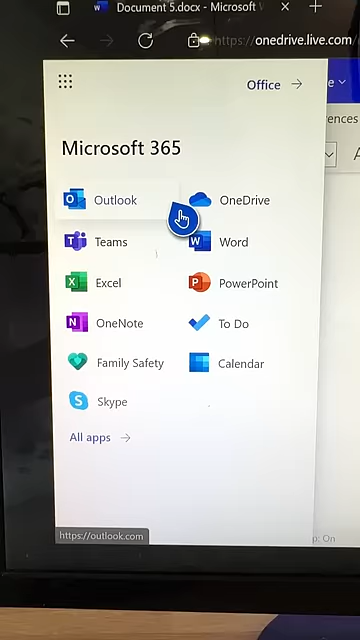 Document 5.docx - Microsoft
https://onedrive.live.com/
Office →
Microsoft 365
Outlook
OneDrive
Teams
Word
Excel
PowerPoint
OneNote
To Do
Family Safety
Calendar
Skype
All apps →
https://outlook.com
p: On